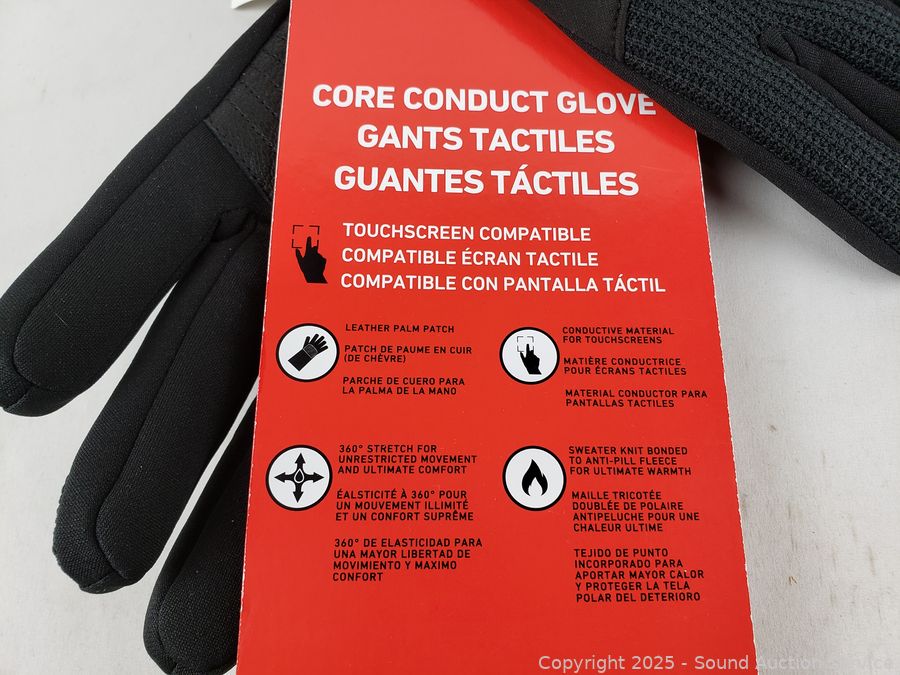 CORE CONDUCT GLOVE
GANTS TACTILES
GUANTES TÁCTILES
TOUCHSCREEN COMPATIBLE
COMPATIBLE ÉCRAN TACTILE
COMPATIBLE CON PANTALLA TÁCTIL
LEATHER PALM PATCH
PATCH DE PAUME EN CUIR
(DE CHÈVRE)
PARCHE DE CUERO PARA
LA PALMA DE LA MANO
CONDUCTIVE MATERIAL
FOR TOUCHSCREENS
MATIÈRE CONDUCTRICE
POUR ÉCRANS TACTILES
MATERIAL CONDUCTOR PARA
PANTALLAS TACTILES
360° STRETCH FOR
UNRESTRICTED MOVEMENT
AND ULTIMATE COMFORT
ÉALSTICITÉ À 360° POUR
UN MOUVEMENT ILLIMITÉ
ET UN CONFORT SUPRÊME
360° DE ELASTICIDAD PARA
UNA MAYOR LIBERTAD DE
MOVIMIENTO Y MAXIMO
CONFORT
SWEATER KNIT BONDED
TO ANTI-PILL FLEECE
FOR ULTIMATE WARMTH
MAILLE TRICOTÉE
DOUBLÉE DE POLAIRE
ANTIPELUCHE POUR UNE
CHALEUR ULTIME
TEJIDO DE PUNTO
INCORPORADO PARA
APORTAR MAYOR CALOR
Y PROTEGER LA TELA
POLAR DEL DETERIORO
Copyright 2025 - Sound Auction Service